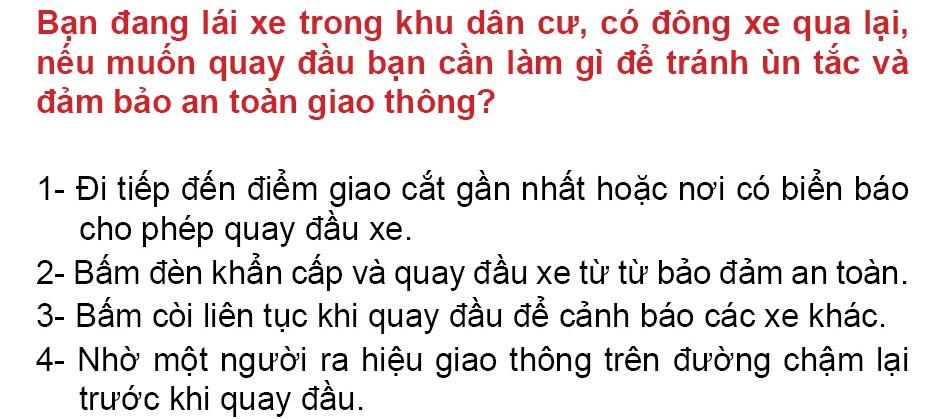 Bạn đang lái xe trong khu dân cư, có đông xe qua lại,
nếu muốn quay đầu bạn cần làm gì để tránh ùn tắc và
đảm bảo an toàn giao thông?
1- Đi tiếp đến điểm giao cắt gần nhất hoặc nơi có biển báo
cho phép quay đầu xe.
2- Bấm đèn khẩn cấp và quay đầu xe từ từ bảo đảm an toàn.
3- Bấm còi liên tục khi quay đầu để cảnh báo các xe khác.
4- Nhờ một người ra hiệu giao thông trên đường chậm lại
trước khi quay đầu.